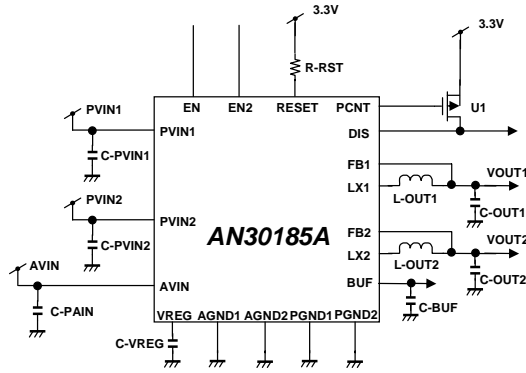 3.3V
3.3V
R-RST
U1
EN EN2 RESET PCNT
PVIN1
PVIN1
DIS
C-PVIN1
FB1
VOUT1
LX1
L-OUT1
C-OUT1
PVIN2
PVIN2
C-PVIN2
AN30185A
FB2
VOUT2
LX2
L-OUT2
C-OUT2
AVIN
AVIN
BUF
C-BUF
C-PAIN
VREG AGND1 AGND2 PGND1 PGND2
C-VREG